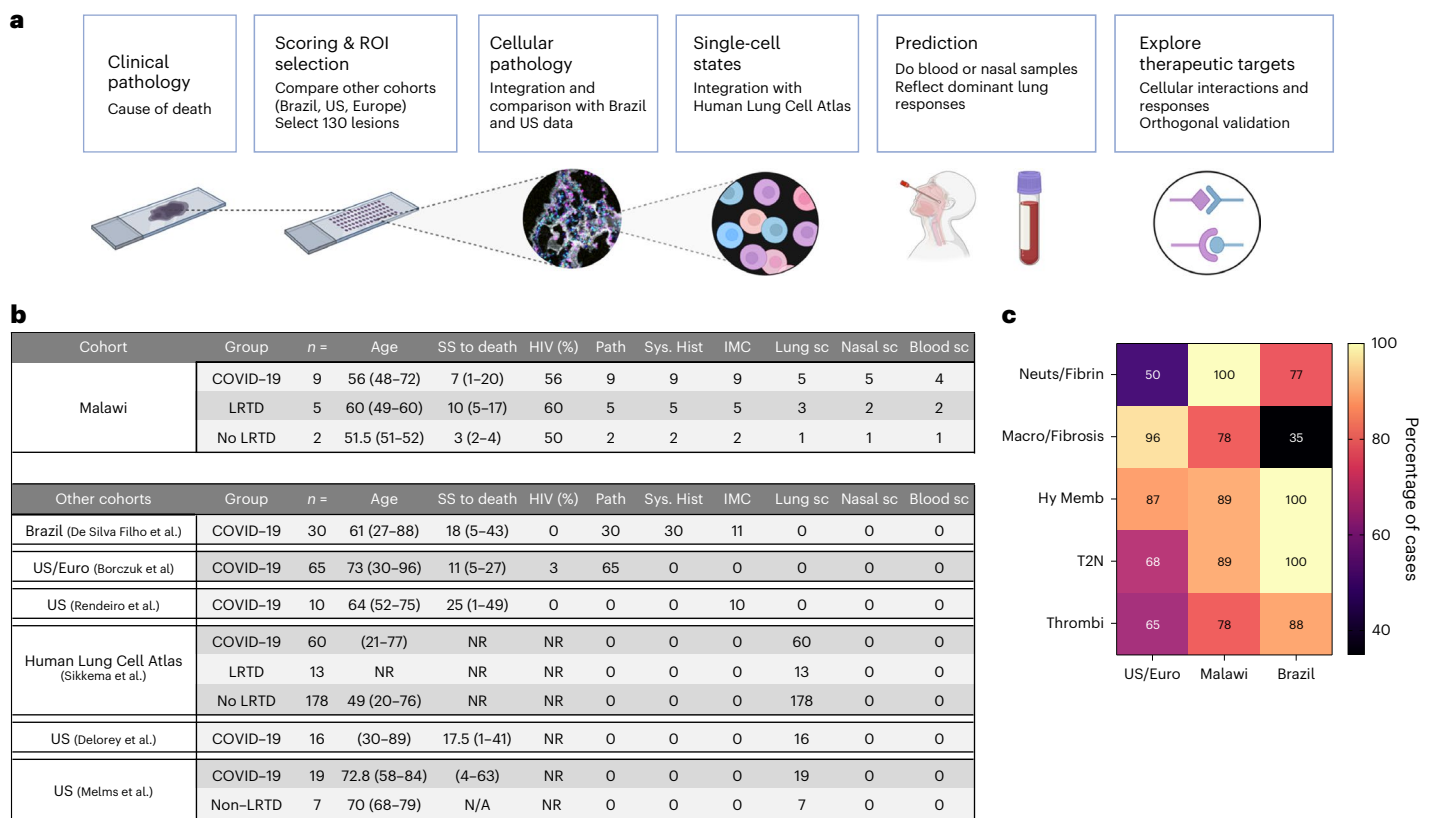 a
Clinical
pathology
Cause of death
Scoring & ROI
selection
Compare other cohorts
(Brazil, US, Europe)
Select 130 lesions
Cellular
pathology
Integration and
comparison with Brazil
and US data
Single-cell
states
Integration with
Human Lung Cell Atlas
Prediction
Do blood or nasal samples
Reflect dominant lung
responses
Explore
therapeutic targets
Cellular interactions and
responses
Orthogonal validation
b
Cohort Group n = Age SS to death HIV (%) Path Sys. Hist IMC Lung sc Nasal sc Blood sc
Malawi
COVID–19 9 56 (48–72) 7 (1–20) 56 9 9 9 5 5 4
LRTD 5 60 (49–60) 10 (5–17) 60 5 5 5 3 2 2
No LRTD 2 51.5 (51–52) 3 (2–4) 50 2 2 2 1 1 1
Other cohorts Group n = Age SS to death HIV (%) Path Sys. Hist IMC Lung sc Nasal sc Blood sc
Brazil (De Silva Filho et al.) COVID–19 30 61 (27–88) 18 (5–43) 0 30 30 11 0 0 0
US/Euro (Borczuk et al) COVID–19 65 73 (30–96) 11 (5–27) 3 65 0 0 0 0 0
US (Rendeiro et al.) COVID–19 10 64 (52–75) 25 (1–49) 0 0 0 10 0 0 0
Human Lung Cell Atlas
(Sikkema et al.)
COVID–19 60 (21–77) NR NR 0 0 0 60 0 0
LRTD 13 NR NR NR 0 0 0 13 0 0
No LRTD 178 49 (20–76) NR NR 0 0 0 178 0 0
US (Delorey et al.) COVID–19 16 (30–89) 17.5 (1–41) NR 0 0 0 16 0 0
US (Melms et al.)
COVID–19 19 72.8 (58–84) (4–63) NR 0 0 0 19 0 0
Non–LRTD 7 70 (68–79) N/A NR 0 0 0 7 0 0
c
Neuts/Fibrin 50 100 77
Macro/Fibrosis 96 78 35
Hy Memb 87 89 100
T2N 68 89 100
Thrombi 65 78 88
US/Euro Malawi Brazil
100
80
60
40
Percentage of cases